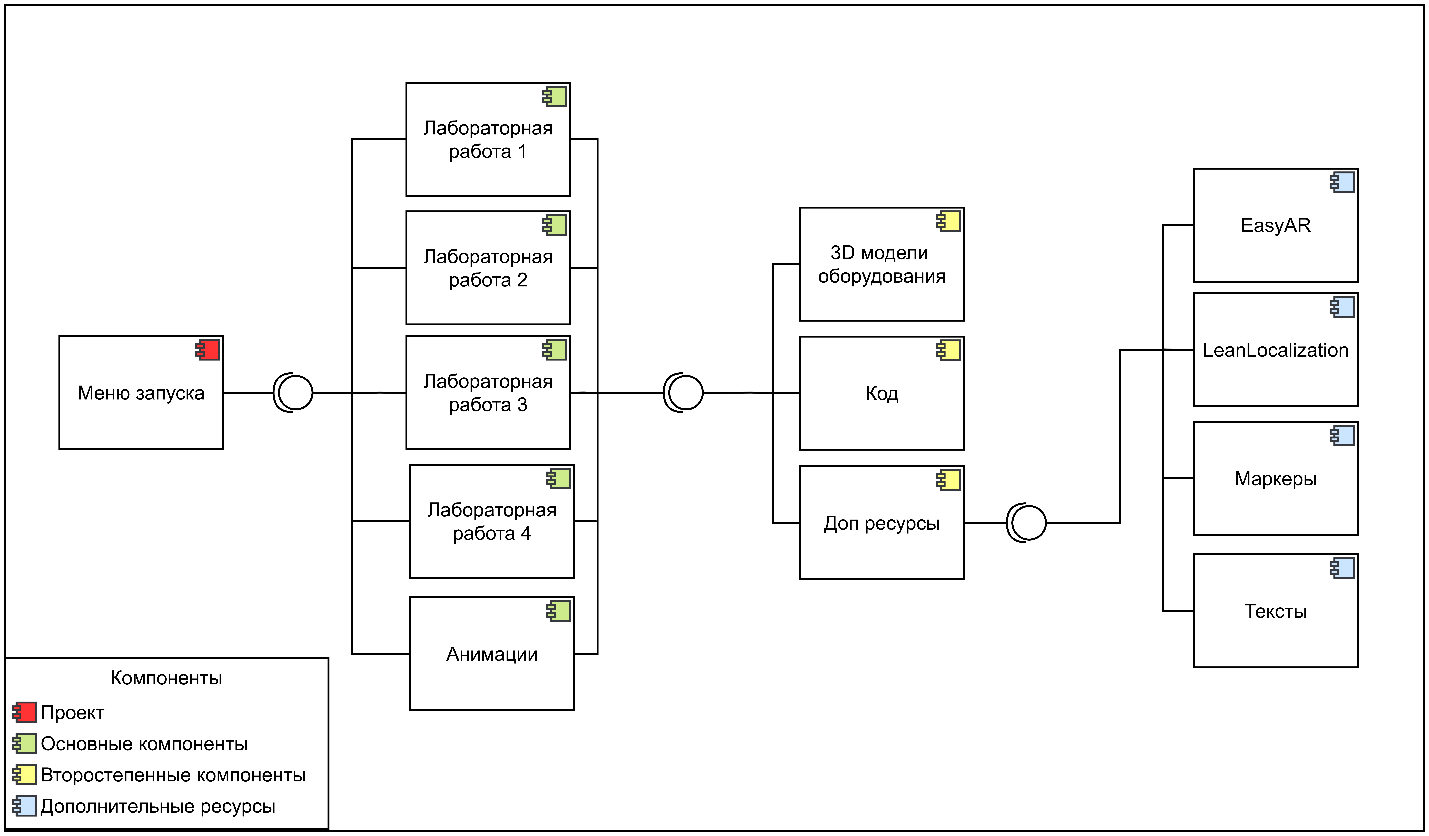 Меню запуска
Лабораторная
работа 1
Лабораторная
работа 2
Лабораторная
работа 3
Лабораторная
работа 4
Анимации
3D модели
оборудования
Код
Доп ресурсы
EasyAR
LeanLocalization
Маркеры
Тексты
Компоненты
Проект
Основные компоненты
Второстепенные компоненты
Дополнительные ресурсы